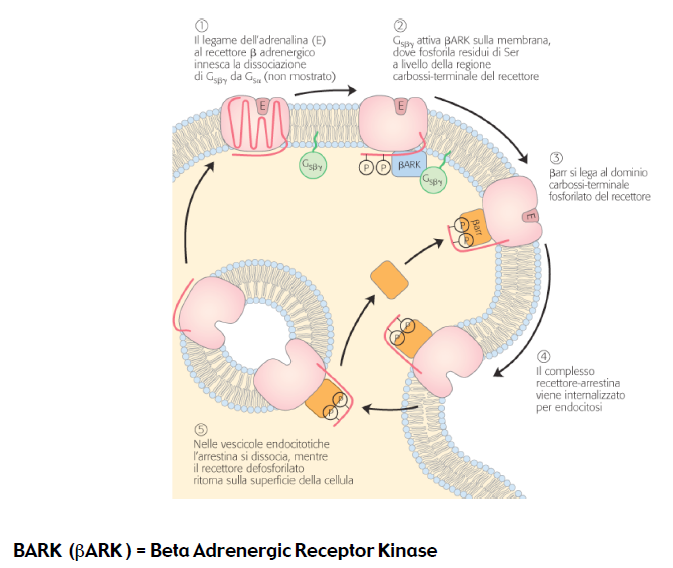 ①
Il legame dell'adrenalina (E)
al recettore β adrenergico
innesca la dissociazione
di Gsβγ da Gsα (non mostrato)
②
Gsβγ attiva βARK sulla membrana,
dove fosforila residui di Ser
a livello della regione
carbossi-terminale del recettore
E
E
Gsβγ
P P βARK
Gsβγ
③
βarr si lega al dominio
carbossi-terminale
fosforilato del recettore
E
P
P
βarr
P
P
④
Il complesso
recettore-arrestina
viene internalizzato
per endocitosi
P
P
⑤
Nelle vescicole endocitotiche
l'arrestina si dissocia, mentre
il recettore defosforilato
ritorna sulla superficie della cellula
BARK (βARK ) = Beta Adrenergic Receptor Kinase